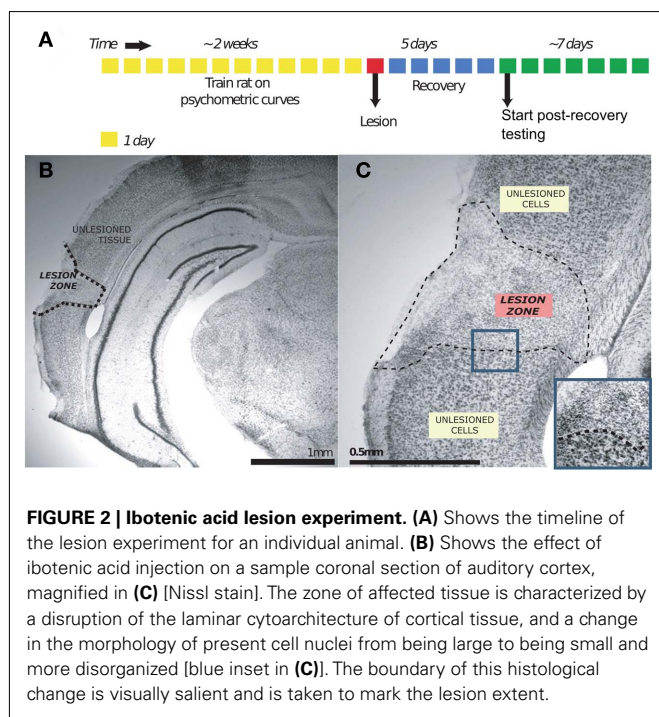 A
Time
~2 weeks
5 days
~7 days
Train rat on
psychometric curves
Recovery
Start post-recovery
testing
Lesion
1 day
B
UNLESIONED
TISSUE
LESION
ZONE
1mm
C
UNLESIONED
CELLS
LESION
ZONE
UNLESIONED
CELLS
0.5mm
FIGURE 2 | Ibotenic acid lesion experiment. (A) Shows the timeline of
the lesion experiment for an individual animal. (B) Shows the effect of
ibotenic acid injection on a sample coronal section of auditory cortex,
magnified in (C) [Nissl stain]. The zone of affected tissue is characterized by
a disruption of the laminar cytoarchitecture of cortical tissue, and a change
in the morphology of present cell nuclei from being large to being small and
more disorganized [blue inset in (C)]. The boundary of this histological
change is visually salient and is taken to mark the lesion extent.